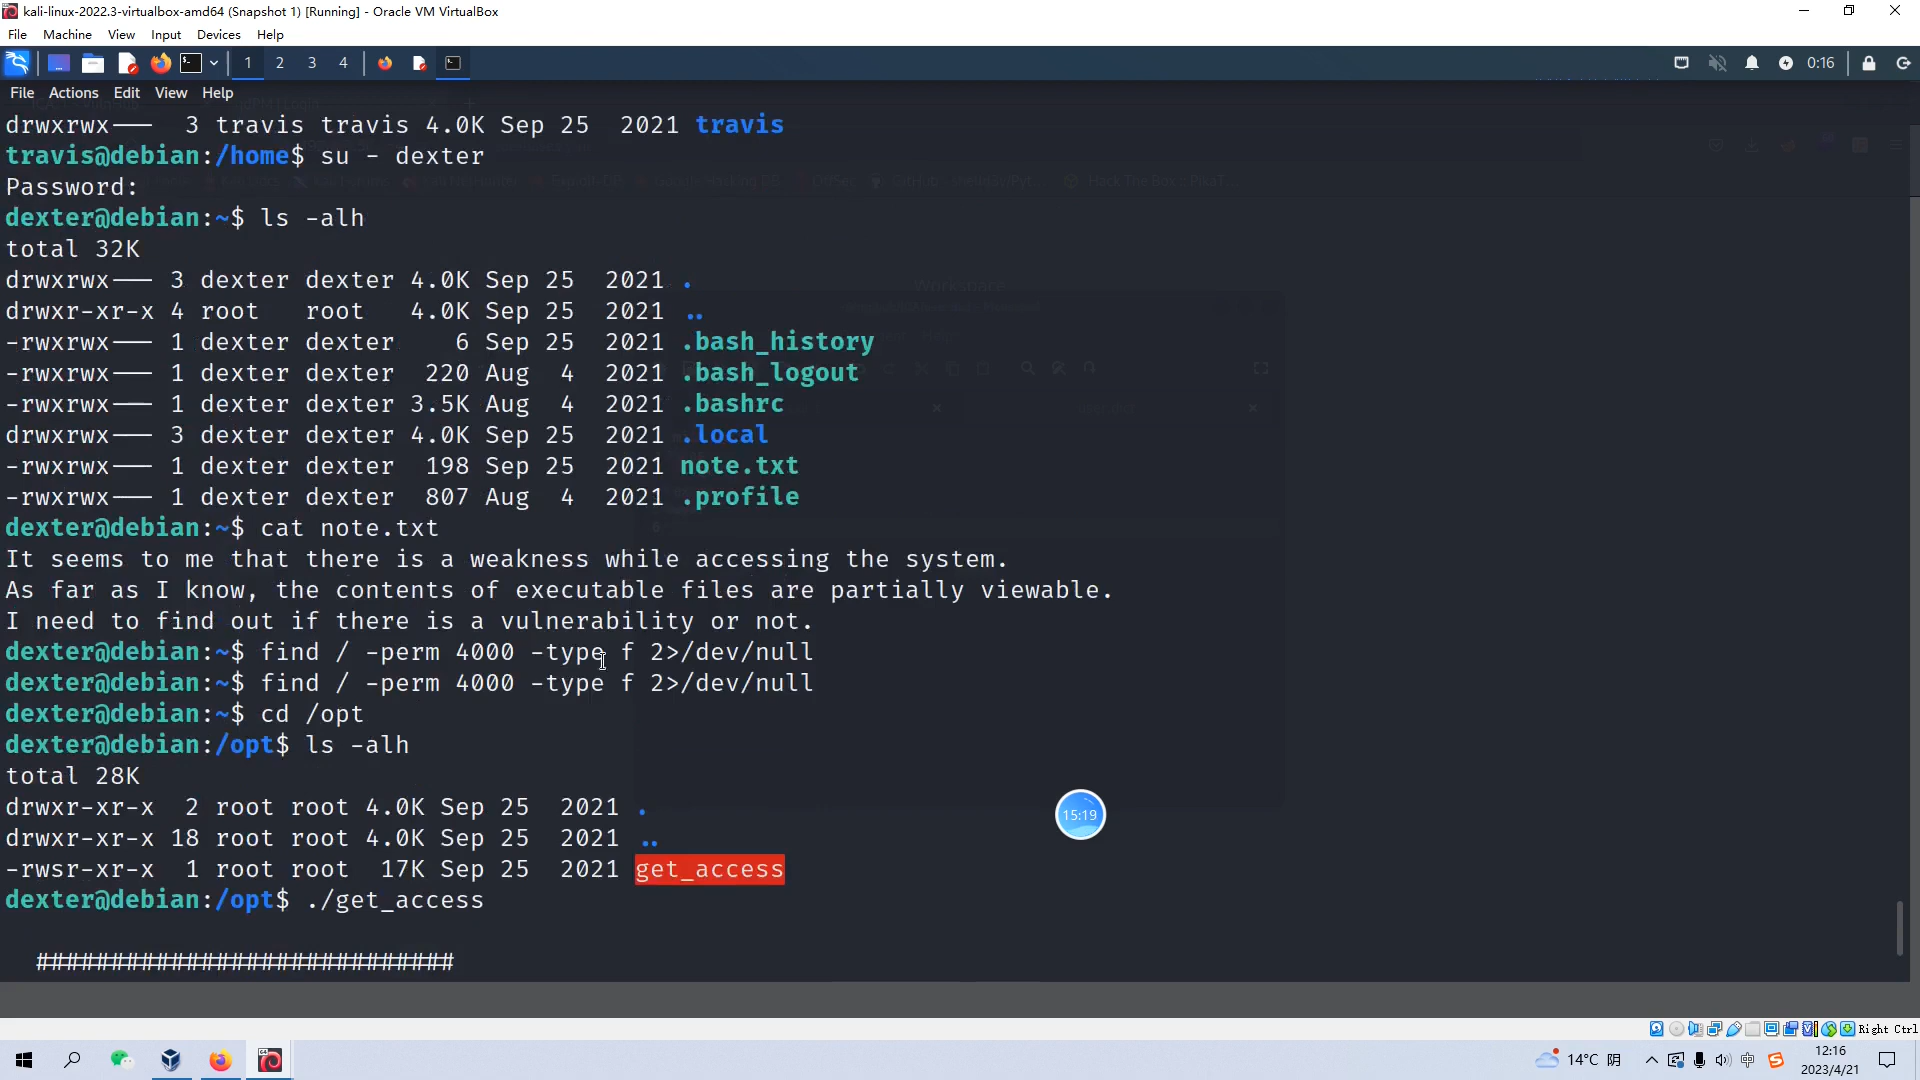 kali-linux-2022.3-virtualbox-amd64 (Snapshot 1) [Running] - Oracle VM VirtualBox
File Machine View Input Devices Help
1 2 3 4 0:16
File Actions Edit View Help
drwxrwx--- 3 travis travis 4.0K Sep 25 2021 travis
travis@debian:/home$ su - dexter
Password:
dexter@debian:~$ ls -alh
total 32K
drwxrwx--- 3 dexter dexter 4.0K Sep 25 2021 .
drwxr-xr-x 4 root root 4.0K Sep 25 2021 ..
-rwxrwx--- 1 dexter dexter 6 Sep 25 2021 .bash_history
-rwxrwx--- 1 dexter dexter 220 Aug 4 2021 .bash_logout
-rwxrwx--- 1 dexter dexter 3.5K Aug 4 2021 .bashrc
drwxrwx--- 3 dexter dexter 4.0K Sep 25 2021 .local
-rwxrwx--- 1 dexter dexter 198 Sep 25 2021 note.txt
-rwxrwx--- 1 dexter dexter 807 Aug 4 2021 .profile
dexter@debian:~$ cat note.txt
It seems to me that there is a weakness while accessing the system.
As far as I know, the contents of executable files are partially viewable.
I need to find out if there is a vulnerability or not.
dexter@debian:~$ find / -perm 4000 -type f 2>/dev/null
dexter@debian:~$ find / -perm 4000 -type f 2>/dev/null
dexter@debian:~$ cd /opt
dexter@debian:/opt$ ls -alh
total 28K
drwxr-xr-x 2 root root 4.0K Sep 25 2021 .
drwxr-xr-x 18 root root 4.0K Sep 25 2021 ..
-rwsr-xr-x 1 root root 17K Sep 25 2021 get_access
dexter@debian:/opt$ ./get_access
############################
15:19
Right Ctrl
14°C 阴 中 12:16
2023/4/21